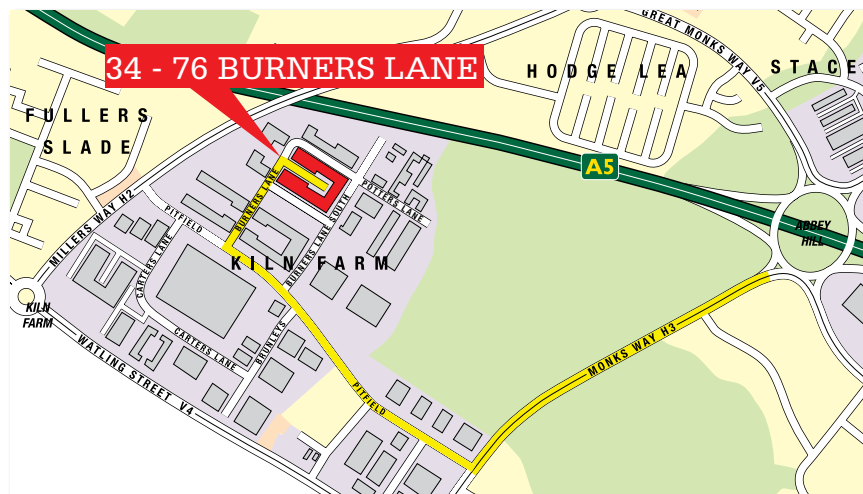 GREAT MONKS WAY V5
34 - 76 BURNERS LANE
HODGE LEA
STACE
FULLERS
SLADE
A5
BURNERS LANE
POTTERS LANE
MILLERS WAY H2
PITFIELD
BURNERS LANE SOUTH
ABBEY
HILL
KILN FARM
CARTERS LANE
KILN
FARM
CARTERS LANE
BRUNLEYS
WATLING STREET V4
MONKS WAY H3
PITFIELD